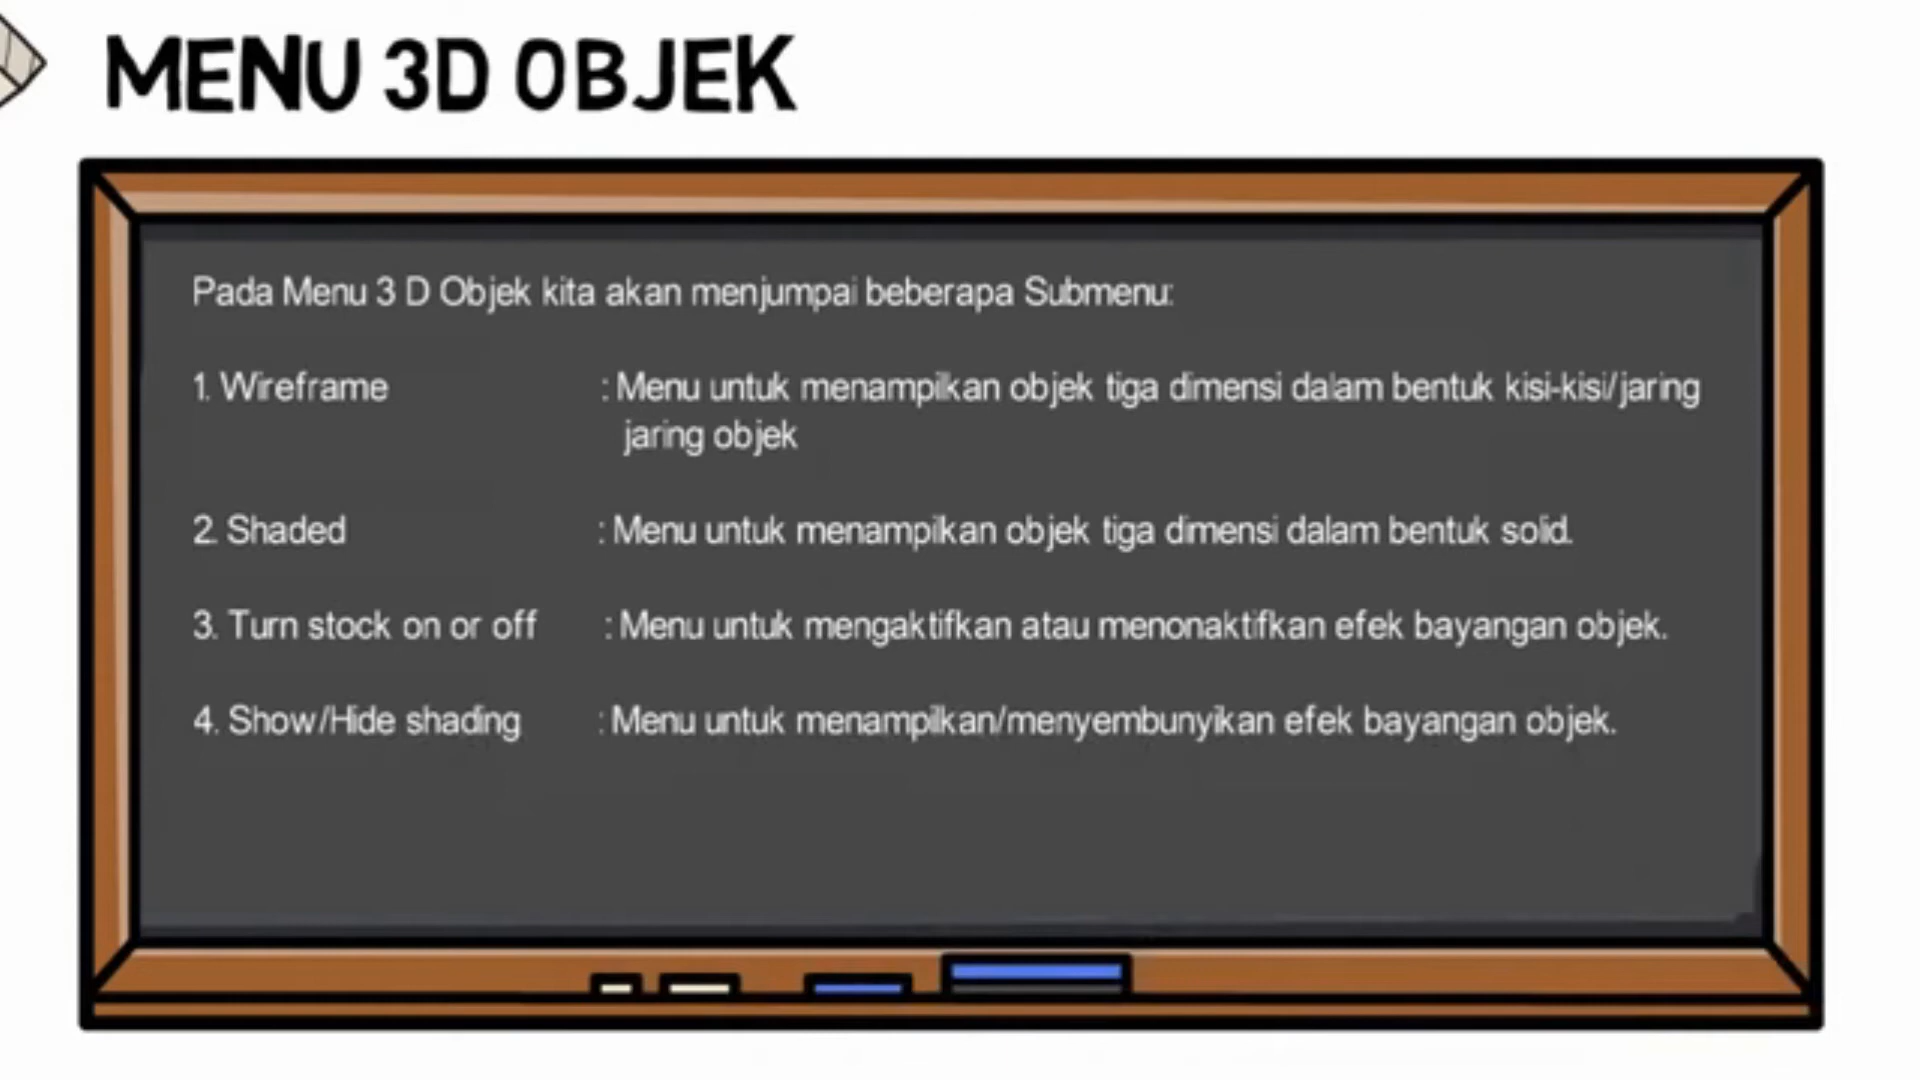 MENU 3D OBJEK
Pada Menu 3 D Objek kita akan menjumpai beberapa Submenu:
1. Wireframe : Menu untuk menampilkan objek tiga dimensi dalam bentuk kisi-kisi/jaring
jaring objek
2. Shaded : Menu untuk menampilkan objek tiga dimensi dalam bentuk solid.
3. Turn stock on or off : Menu untuk mengaktifkan atau menonaktifkan efek bayangan objek.
4. Show/Hide shading : Menu untuk menampilkan/menyembunyikan efek bayangan objek.